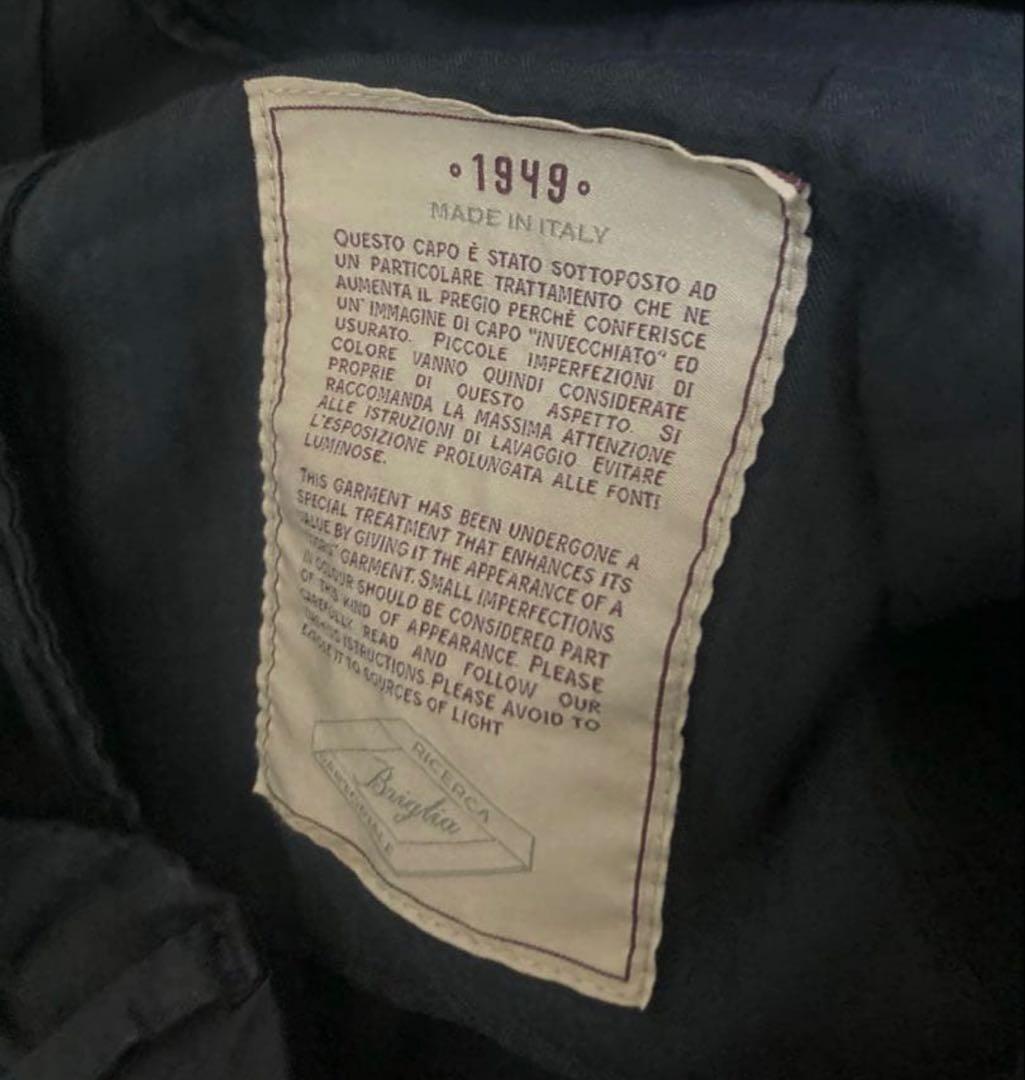 °1949°
MADE IN ITALY
QUESTO CAPO È STATO SOTTOPOSTO AD
UN PARTICOLARE TRATTAMENTO CHE NE
AUMENTA IL PREGIO PERCHÈ CONFERISCE
UN'IMMAGINE DI CAPO "INVECCHIATO" ED
USURATO. PICCOLE IMPERFEZIONI DI
COLORE VANNO QUINDI CONSIDERATE
PROPRIE DI QUESTO ASPETTO. SI
RACCOMANDA LA MASSIMA ATTENZIONE
ALLE ISTRUZIONI DI LAVAGGIO EVITARE
L'ESPOSIZIONE PROLUNGATA ALLE FONTI
LUMINOSE.
THIS GARMENT HAS BEEN UNDERGONE A
SPECIAL TREATMENT THAT ENHANCES ITS
VALUE BY GIVING IT THE APPEARANCE OF A
GARMENT. SMALL IMPERFECTIONS
IN COLOUR SHOULD BE CONSIDERED PART
OF THIS KIND OF APPEARANCE. PLEASE
CAREFULLY READ AND FOLLOW OUR
WASHING ISTRUCTIONS. PLEASE AVOID TO
EXPOSE IT TO SOURCES OF LIGHT
RICERCA
Briglia